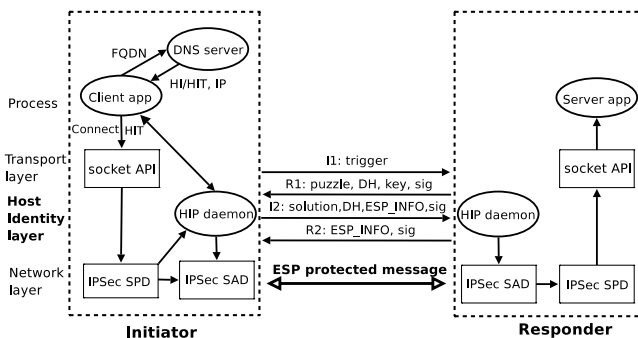 FQDN
DNS server
HI/HIT, IP
Process
Client app
Server app
Connect
HIT
Transport
layer
socket API
I1: trigger
socket API
R1: puzzle, DH, key, sig
Host
Identity
layer
HIP daemon
I2: solution,DH,ESP_INFO,sig
HIP daemon
R2: ESP_INFO, sig
Network
layer
IPSec SPD
IPSec SAD
ESP protected message
IPSec SAD
IPSec SPD
Initiator
Responder